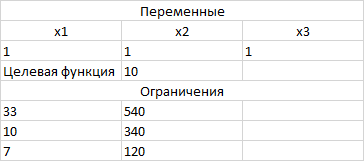 Переменные
x1 x2 x3
1 1 1
Целевая функция 10
Ограничения
33 540
10 340
7 120